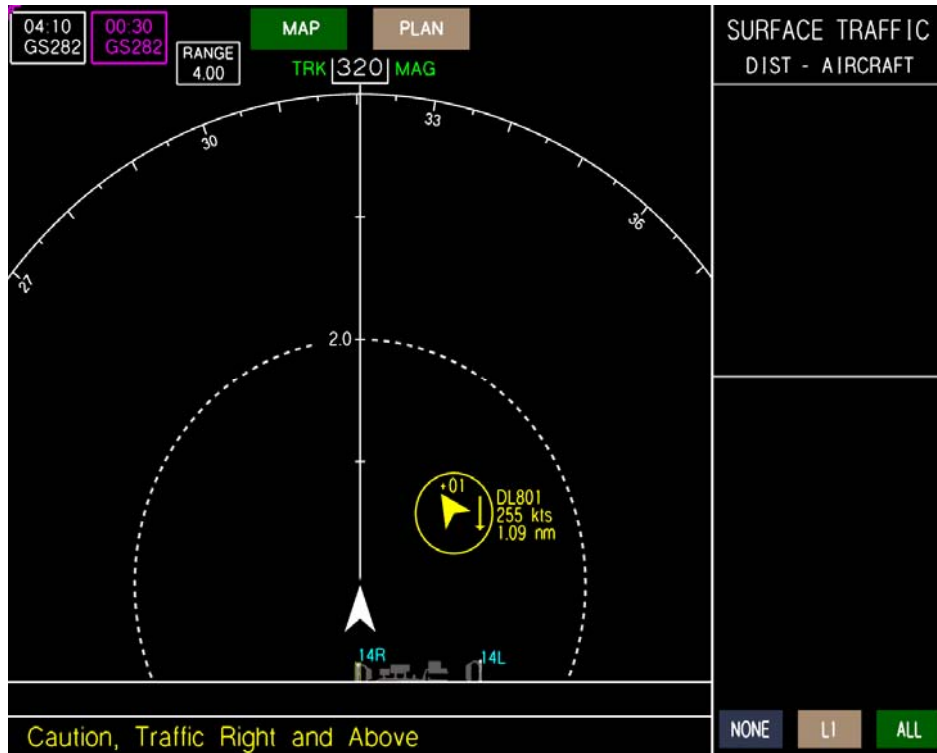 04:10
GS282
00:30
GS282
RANGE
4.00
MAP
PLAN
TRK 320 MAG
27
30
33
36
2.0
+01
DL801
255 kts
1.09 nm
14R
14L
Caution, Traffic Right and Above
SURFACE TRAFFIC
DIST - AIRCRAFT
NONE
L1
ALL